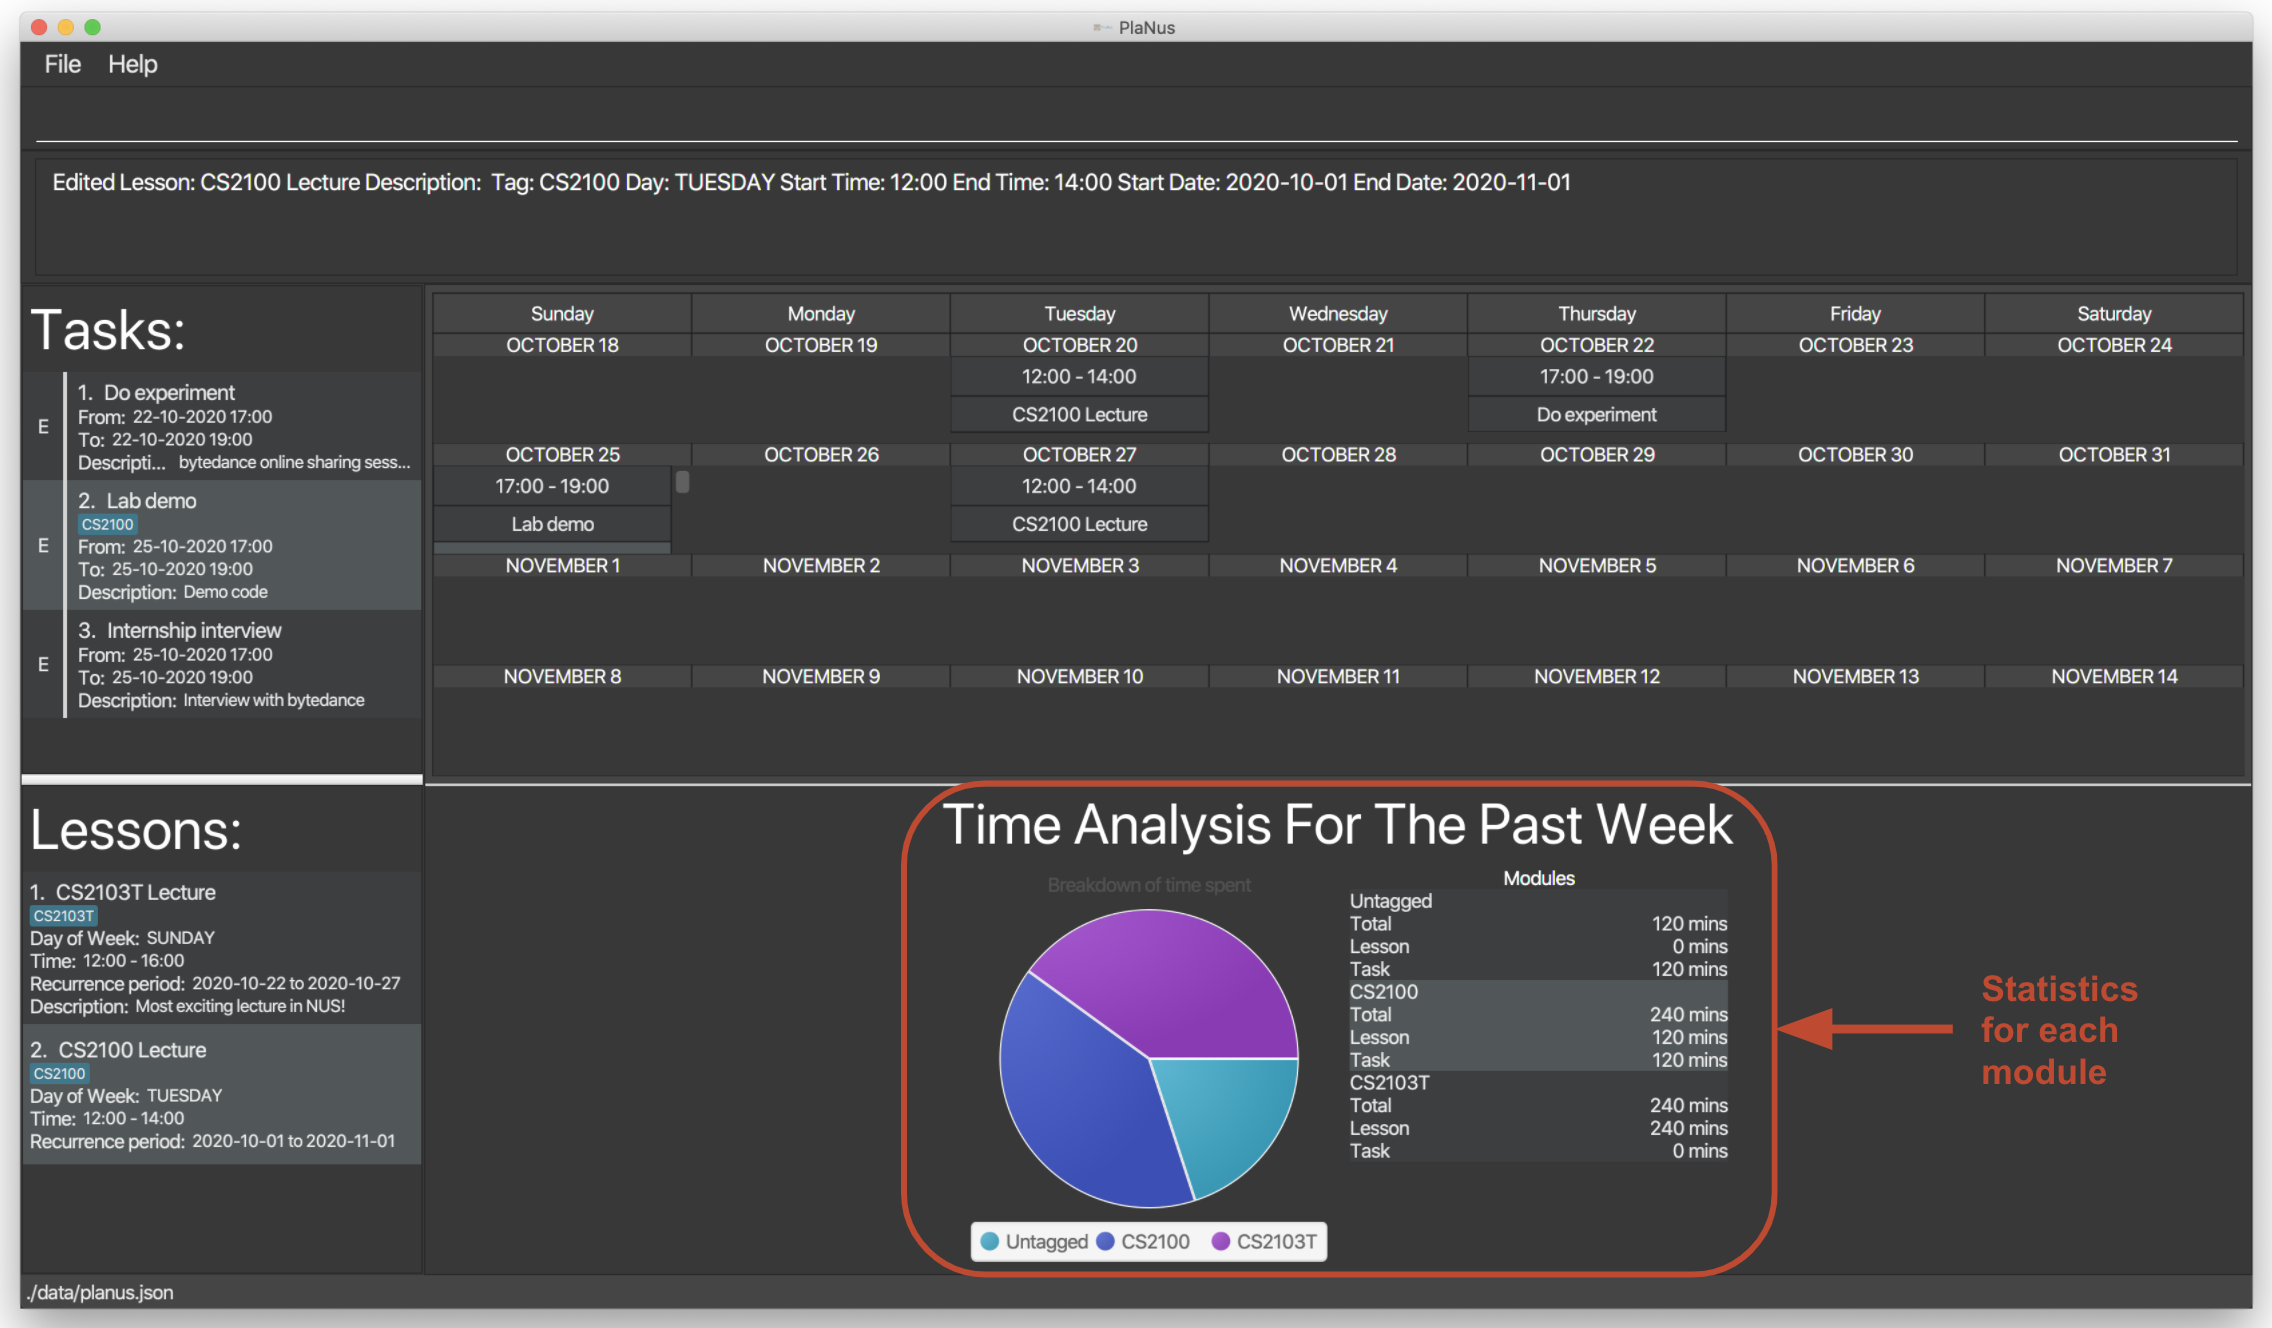 PlaNus
File Help
Edited Lesson: CS2100 Lecture Description: Tag: CS2100 Day: TUESDAY Start Time: 12:00 End Time: 14:00 Start Date: 2020-10-01 End Date: 2020-11-01
Tasks:
E
1. Do experiment
From: 22-10-2020 17:00
To: 22-10-2020 19:00
Descripti... bytedance online sharing sess...
E
2. Lab demo
CS2100
From: 25-10-2020 17:00
To: 25-10-2020 19:00
Description: Demo code
E
3. Internship interview
From: 25-10-2020 17:00
To: 25-10-2020 19:00
Description: Interview with bytedance
Sunday Monday Tuesday Wednesday Thursday Friday Saturday
OCTOBER 18 OCTOBER 19 OCTOBER 20 OCTOBER 21 OCTOBER 22 OCTOBER 23 OCTOBER 24
12:00 - 14:00 17:00 - 19:00
CS2100 Lecture Do experiment
OCTOBER 25 OCTOBER 26 OCTOBER 27 OCTOBER 28 OCTOBER 29 OCTOBER 30 OCTOBER 31
17:00 - 19:00 12:00 - 14:00
Lab demo CS2100 Lecture
NOVEMBER 1 NOVEMBER 2 NOVEMBER 3 NOVEMBER 4 NOVEMBER 5 NOVEMBER 6 NOVEMBER 7
NOVEMBER 8 NOVEMBER 9 NOVEMBER 10 NOVEMBER 11 NOVEMBER 12 NOVEMBER 13 NOVEMBER 14
Lessons:
1. CS2103T Lecture
CS2103T
Day of Week: SUNDAY
Time: 12:00 - 16:00
Recurrence period: 2020-10-22 to 2020-10-27
Description: Most exciting lecture in NUS!
2. CS2100 Lecture
CS2100
Day of Week: TUESDAY
Time: 12:00 - 14:00
Recurrence period: 2020-10-01 to 2020-11-01
Time Analysis For The Past Week
Breakdown of time spent
Untagged CS2100 CS2103T
Modules
Untagged
Total 120 mins
Lesson 0 mins
Task 120 mins
CS2100
Total 240 mins
Lesson 120 mins
Task 120 mins
CS2103T
Total 240 mins
Lesson 240 mins
Task 0 mins
Statistics
for each
module
./data/planus.json